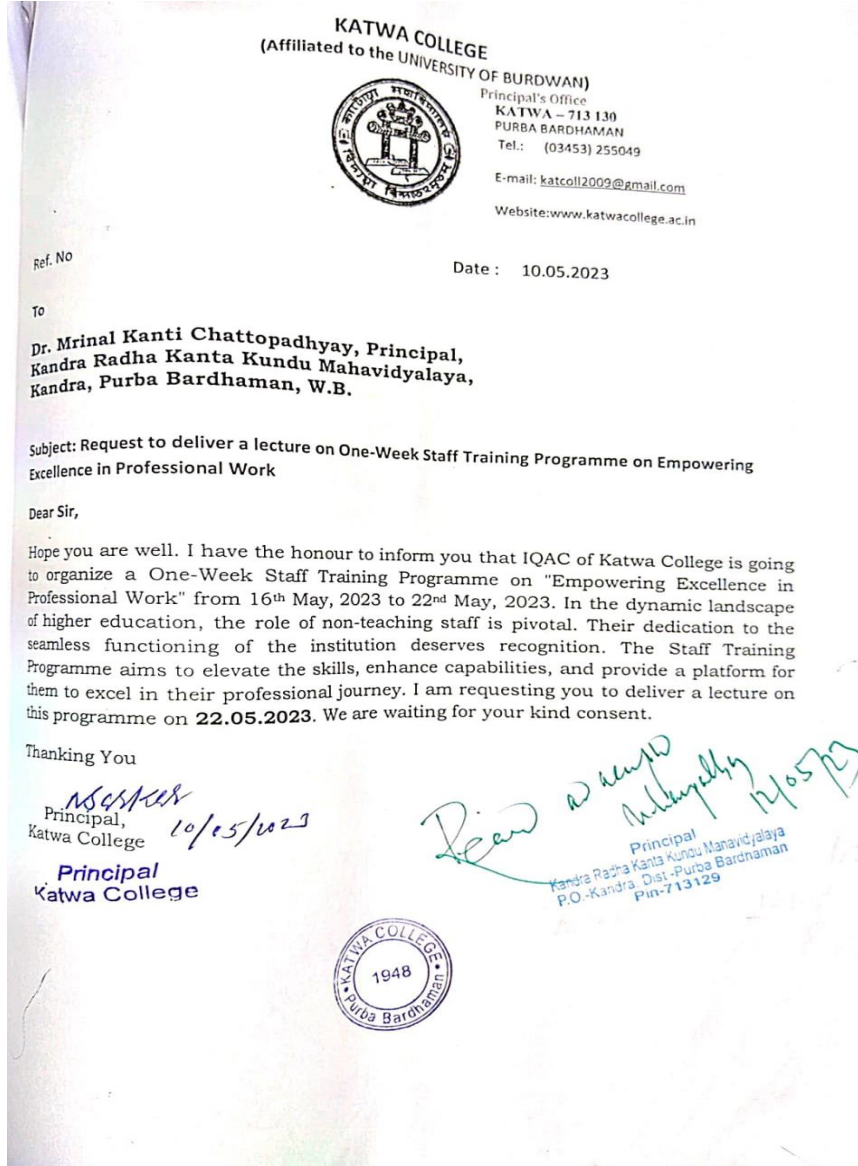 KATWA COLLEGE
(Affiliated to the UNIVERSITY OF BURDWAN)
Principal's Office
KATWA – 713 130
PURBA BARDHAMAN
Tel.: (03453) 255049
E-mail: katcoll2009@gmail.com
Website:www.katwacollege.ac.in
Ref. No
Date : 10.05.2023
To
Dr. Mrinal Kanti Chattopadhyay, Principal,
Kandra Radha Kanta Kundu Mahavidyalaya,
Kandra, Purba Bardhaman, W.B.
Subject: Request to deliver a lecture on One-Week Staff Training Programme on Empowering
Excellence in Professional Work
Dear Sir,
Hope you are well. I have the honour to inform you that IQAC of Katwa College is going
to organize a One-Week Staff Training Programme on "Empowering Excellence in
Professional Work" from 16th May, 2023 to 22nd May, 2023. In the dynamic landscape
of higher education, the role of non-teaching staff is pivotal. Their dedication to the
seamless functioning of the institution deserves recognition. The Staff Training
Programme aims to elevate the skills, enhance capabilities, and provide a platform for
them to excel in their professional journey. I am requesting you to deliver a lecture on
this programme on 22.05.2023. We are waiting for your kind consent.
Thanking You
Principal,
Katwa College
10/05/2023
Principal
Katwa College
12/05/23
Principal
Kandra Radha Kanta Kundu Mahavidyalaya
P.O.-Kandra, Dist-Purba Bardhaman
Pin-713129
KATWA COLLEGE
1948
Purba Bardhaman